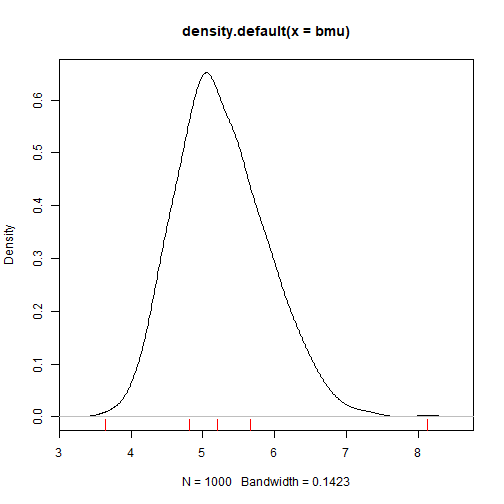 density.default(x = bmu)
Density
0.0 0.1 0.2 0.3 0.4 0.5 0.6
3 4 5 6 7 8
N = 1000 Bandwidth = 0.1423